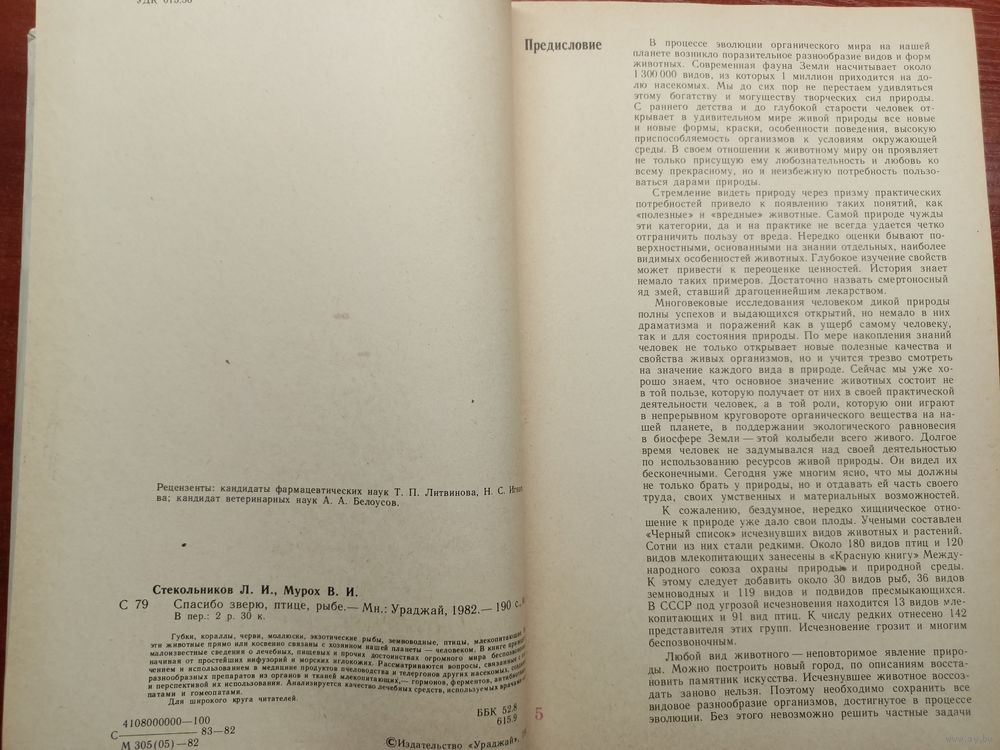 УДК 615.36
Рецензенты: кандидаты фармацевтических наук Т. П. Литвинова, Н. С.
ва; кандидат ветеринарных наук А. А. Белоусов.
Стекольников Л. И., Мурох В. И.
С 79 Спасибо зверю, птице, рыбе.— Мн.: Ураджай, 1982.— 190 с.,
В пер.: 2 р. 30 к.
Губки, кораллы, черви, моллюски, экзотические рыбы, земноводные, птицы, млекопитающие
эти животные прямо или косвенно связаны с хозяином нашей планеты — человеком. В книге
малоизвестные сведения о лечебных, пищевых и прочих достоинствах огромного мира
начиная от простейших инфузорий и морских иглокожих. Рассматриваются вопросы, связанные с
чением и использованием в медицине продуктов пчеловодства и телергонов других насекомых,
разнообразных препаратов из органов и тканей млекопитающих,— гормонов, ферментов,
и перспективой их использования. Анализируется качество лечебных средств, используемых
патами и гомеопатами.
Для широкого круга читателей.
4108000000—100
С———— 83—82
М 305(05)—82
ББК 52.8
615.9
©Издательство «Ураджай»,
Предисловие
В процессе эволюции органического мира на нашей
планете возникло поразительное разнообразие видов и форм
животных. Современная фауна Земли насчитывает около
1 300 000 видов, из которых 1 миллион приходится на до-
лю насекомых. Мы до сих пор не перестаем удивляться
этому богатству и могуществу творческих сил природы.
С раннего детства и до глубокой старости человек от-
крывает в удивительном мире живой природы все новые
и новые формы, краски, особенности поведения, высокую
приспособляемость организмов к условиям окружающей
среды. В своем отношении к животному миру он проявляет
не только присущую ему любознательность и любовь ко
всему прекрасному, но и неизбежную потребность пользо-
ваться дарами природы.
Стремление видеть природу через призму практических
потребностей привело к появлению таких понятий, как
«полезные» и «вредные» животные. Самой природе чужды
эти категории, да и на практике не всегда удается четко
отграничить пользу от вреда. Нередко оценки бывают по-
верхностными, основанными на знании отдельных, наиболее
видимых особенностей животных. Глубокое изучение свойств
может привести к переоценке ценностей. История знает
немало таких примеров. Достаточно назвать смертоносный
яд змей, ставший драгоценнейшим лекарством.
Многовековые исследования человеком дикой природы
полны успехов и выдающихся открытий, но немало в них
драматизма и поражений как в ущерб самому человеку,
так и для состояния природы. По мере накопления знаний
человек не только открывает новые полезные качества и
свойства живых организмов, но и учится трезво смотреть
на значение каждого вида в природе. Сейчас мы уже хо-
рошо знаем, что основное значение животных состоит не
в той пользе, которую получает от них в своей практической
деятельности человек, а в той роли, которую они играют
в непрерывном круговороте органического вещества на на-
шей планете, в поддержании экологического равновесия
в биосфере Земли — этой колыбели всего живого. Долгое
время человек не задумывался над своей деятельностью
по использованию ресурсов живой природы. Он видел их
бесконечными. Сегодня уже многим ясно, что мы должны
не только брать у природы, но и отдавать ей часть своего
труда, своих умственных и материальных возможностей.
К сожалению, бездумное, нередко хищническое отно-
шение к природе уже дало свои плоды. Учеными составлен
«Черный список» исчезнувших видов животных и растений.
Сотни из них стали редкими. Около 180 видов птиц и 120
видов млекопитающих занесены в «Красную книгу» Между-
народного союза охраны природы и природной среды.
К этому следует добавить около 30 видов рыб, 36 видов
земноводных и 119 видов и подвидов пресмыкающихся.
В СССР под угрозой исчезновения находится 13 видов мле-
копитающих и 91 вид птиц. К числу редких отнесено 142
представителя этих групп. Исчезновение грозит и многим
беспозвоночным.
Любой вид животного — неповторимое явление приро-
ды. Можно построить новый город, по описаниям восста-
новить памятник искусства. Исчезнувшее животное воссоз-
дать заново нельзя. Поэтому необходимо сохранить все
видовое разнообразие организмов, достигнутое в процессе
эволюции. Без этого невозможно решить частные задачи
5